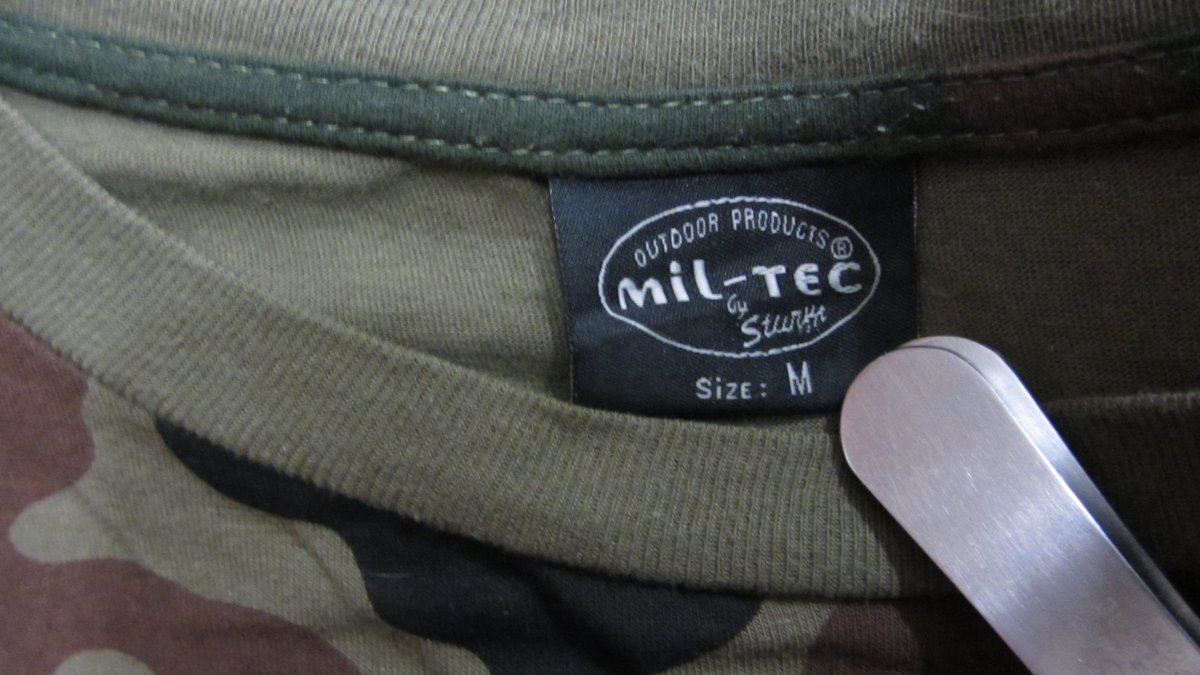 OUTDOOR PRODUCTS ®
MiL-TEC
by
Sturm
SiZE: M